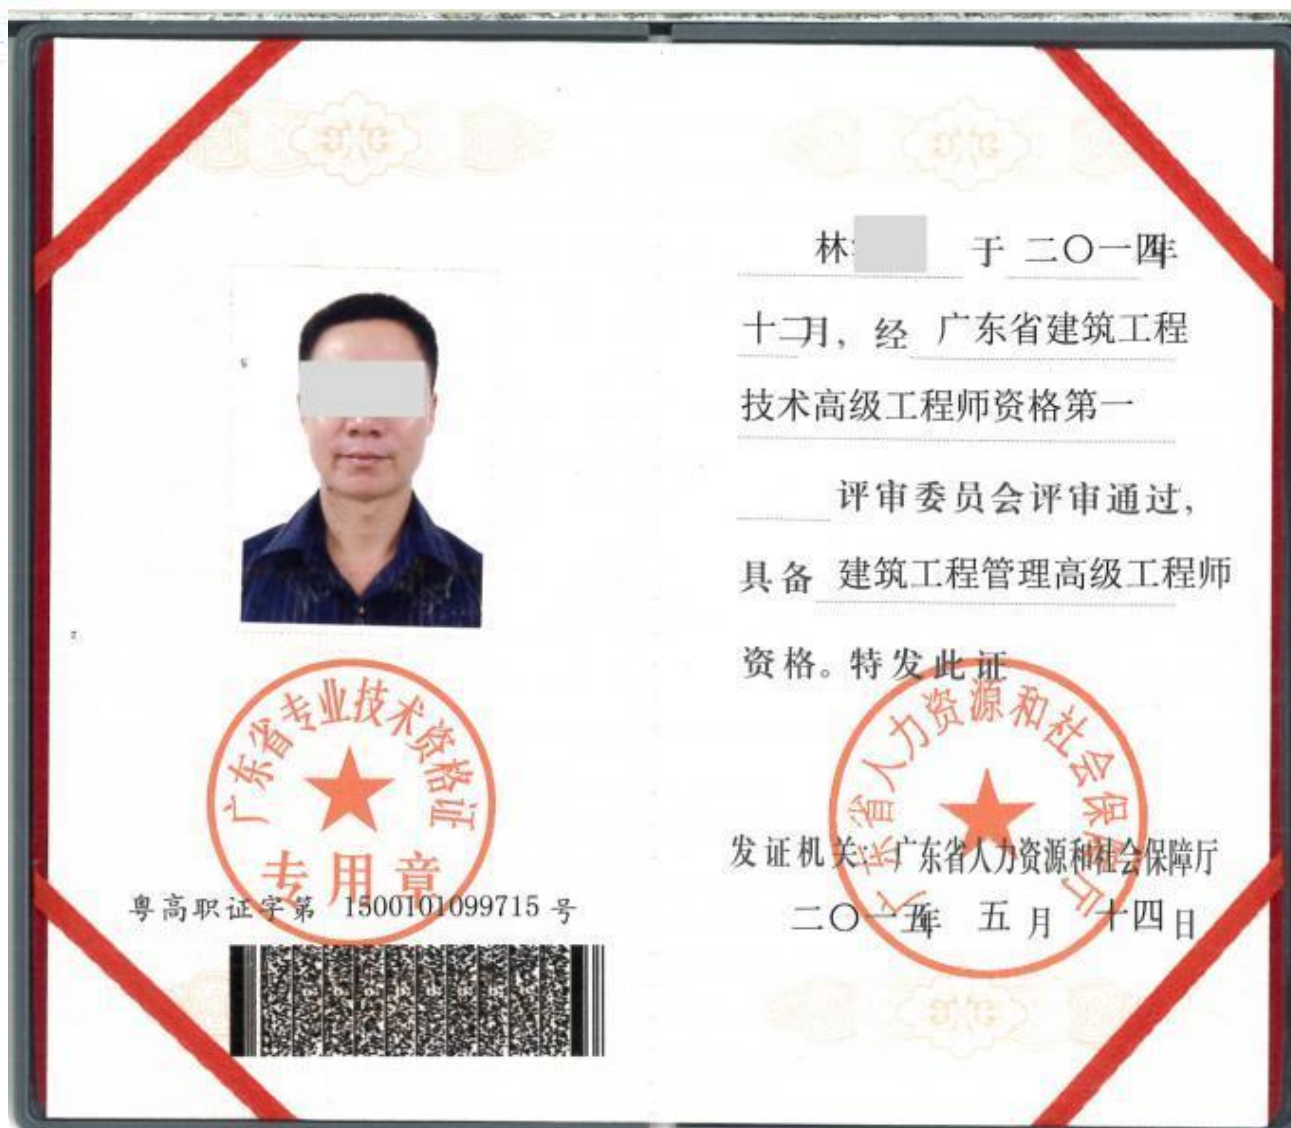 广东省专业技术资格证
专用章
粤高职证字第 1500101099715 号
林 于 二〇一四年
十二月，经 广东省建筑工程
技术高级工程师资格第一
评审委员会评审通过，
具备 建筑工程管理高级工程师
资格。特发此证
广东省人力资源和社会保障厅
发证机关：广东省人力资源和社会保障厅
二〇一五年 五月 十四日